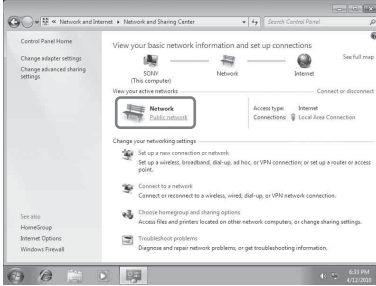 « Network and Internet ▸ Network and Sharing Center
Search Control Panel
Control Panel Home
Change adapter settings
Change advanced sharing
settings
View your basic network information and set up connections
See full map
SONY
(This computer)
Network
Internet
View your active networks
Connect or disconnect
Network
Public network
Access type: Internet
Connections: Local Area Connection
Change your networking settings
Set up a new connection or network
Set up a wireless, broadband, dial-up, ad hoc, or VPN connection; or set up a router or access
point.
Connect to a network
Connect or reconnect to a wireless, wired, dial-up, or VPN network connection.
Choose homegroup and sharing options
Access files and printers located on other network computers, or change sharing settings.
Troubleshoot problems
Diagnose and repair network problems, or get troubleshooting information.
See also
HomeGroup
Internet Options
Windows Firewall
6:33 PM
4/12/2010